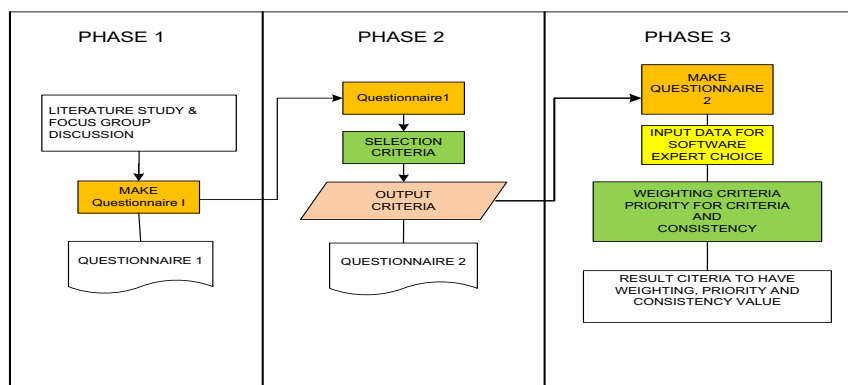 PHASE 1
LITERATURE STUDY &
FOCUS GROUP
DISCUSSION
MAKE
Questionnaire I
QUESTIONNAIRE 1
PHASE 2
Questionnaire1
SELECTION
CRITERIA
OUTPUT
CRITERIA
QUESTIONNAIRE 2
PHASE 3
MAKE
QUESTIONNAIRE
2
INPUT DATA FOR
SOFTWARE
EXPERT CHOICE
WEIGHTING CRITERIA
PRIORITY FOR CRITERIA
AND
CONSISTENCY
RESULT CITERIA TO HAVE
WEIGHTING, PRIORITY AND
CONSISTENCY VALUE